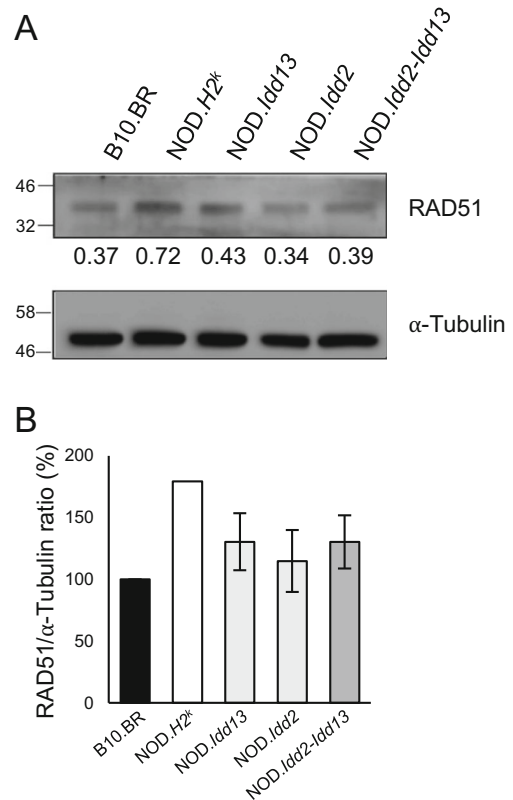 A
B10.BR
NOD.H2ᵏ
NOD.Idd13
NOD.Idd2
NOD.Idd2-Idd13
46
32
RAD51
0.37 0.72 0.43 0.34 0.39
58
46
α-Tubulin
B
RAD51/α-Tubulin ratio (%)
200
150
100
50
0
B10.BR
NOD.H2ᵏ
NOD.Idd13
NOD.Idd2
NOD.Idd2-Idd13